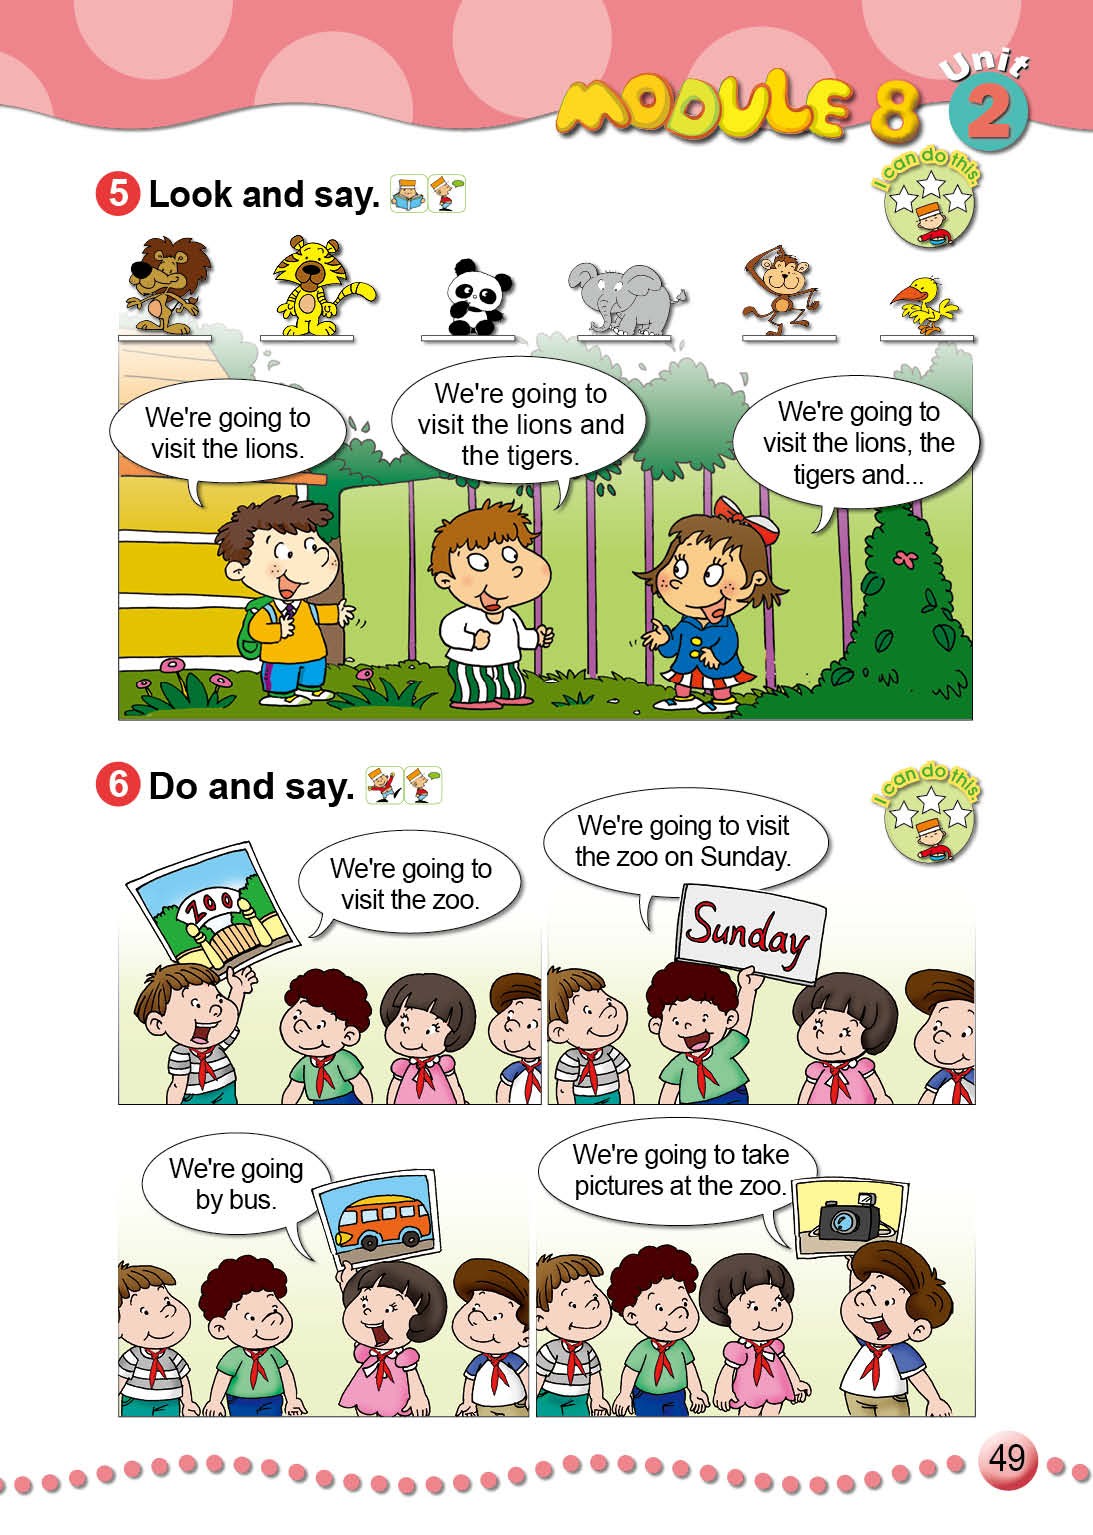 MODULE 8
Unit
2
5 Look and say.
I can do this.
We're going to
visit the lions.
We're going to
visit the lions and
the tigers.
We're going to
visit the lions, the
tigers and...
6 Do and say.
I can do this.
We're going to
visit the zoo.
ZOO
We're going to visit
the zoo on Sunday.
Sunday
We're going
by bus.
We're going to take
pictures at the zoo.
49